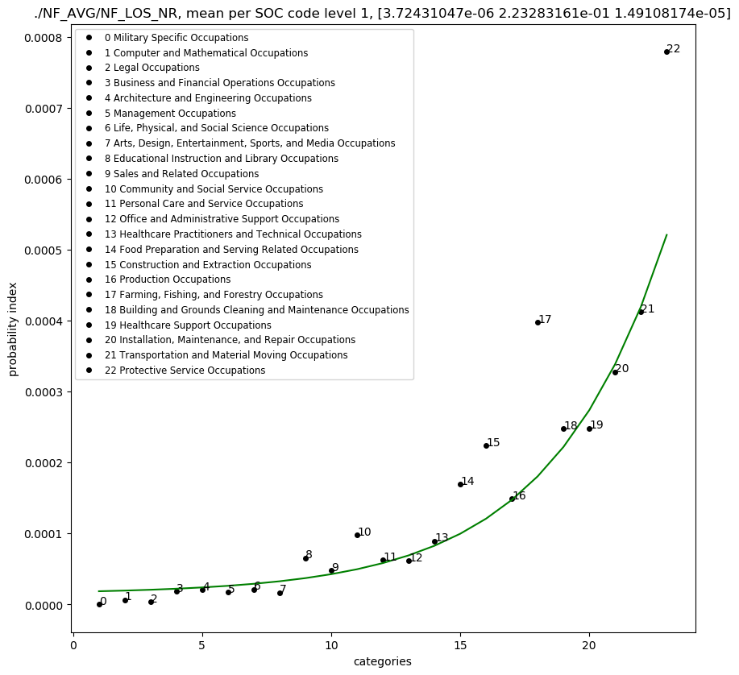 ./NF_AVG/NF_LOS_NR, mean per SOC code level 1, [3.72431047e-06 2.23283161e-01 1.49108174e-05]
0 Military Specific Occupations
1 Computer and Mathematical Occupations
2 Legal Occupations
3 Business and Financial Operations Occupations
4 Architecture and Engineering Occupations
5 Management Occupations
6 Life, Physical, and Social Science Occupations
7 Arts, Design, Entertainment, Sports, and Media Occupations
8 Educational Instruction and Library Occupations
9 Sales and Related Occupations
10 Community and Social Service Occupations
11 Personal Care and Service Occupations
12 Office and Administrative Support Occupations
13 Healthcare Practitioners and Technical Occupations
14 Food Preparation and Serving Related Occupations
15 Construction and Extraction Occupations
16 Production Occupations
17 Farming, Fishing, and Forestry Occupations
18 Building and Grounds Cleaning and Maintenance Occupations
19 Healthcare Support Occupations
20 Installation, Maintenance, and Repair Occupations
21 Transportation and Material Moving Occupations
22 Protective Service Occupations
0.0008
0.0007
0.0006
0.0005
0.0004
0.0003
0.0002
0.0001
0.0000
probability index
0
1
2
3
4
5
6
7
8
9
10
11
12
13
14
15
16
17
18
19
20
21
22
0
5
10
15
20
categories